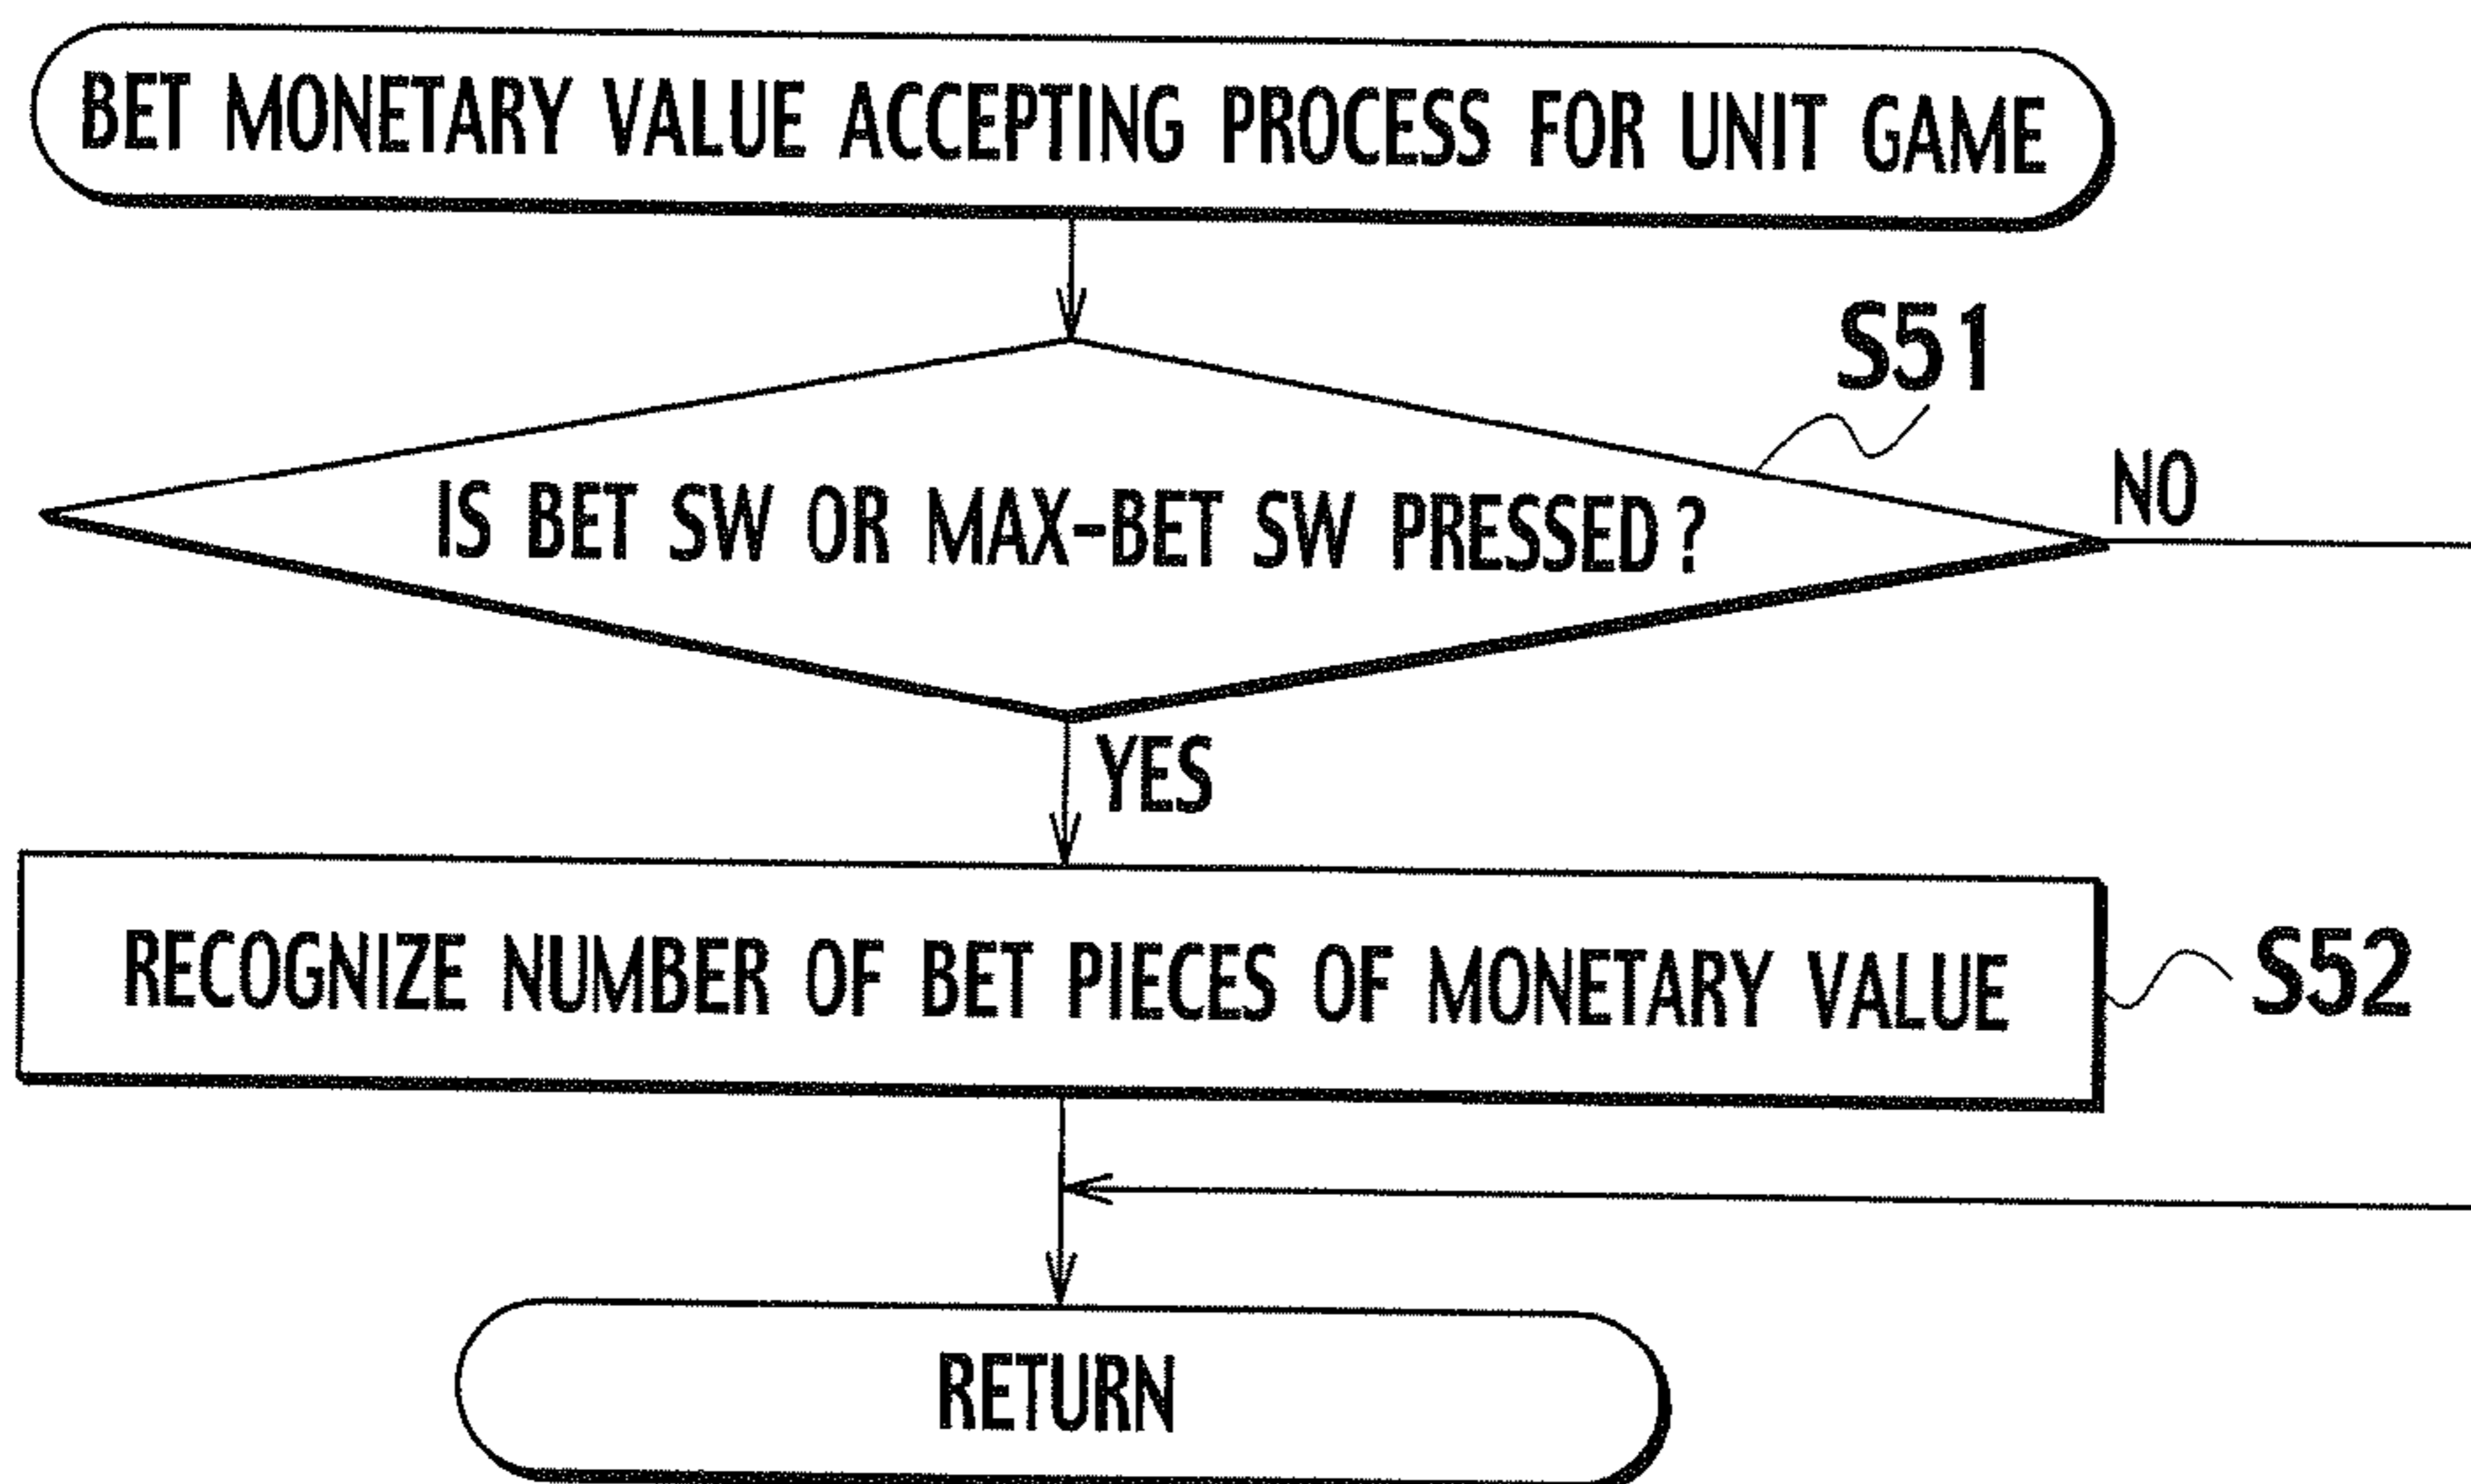 BET MONETARY VALUE ACCEPTING PROCESS FOR UNIT GAME
S51
IS BET SW OR MAX-BET SW PRESSED?
NO
YES
RECOGNIZE NUMBER OF BET PIECES OF MONETARY VALUE
S52
RETURN